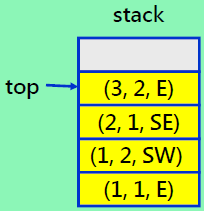 stack
top
(3, 2, E)
(2, 1, SE)
(1, 2, SW)
(1, 1, E)